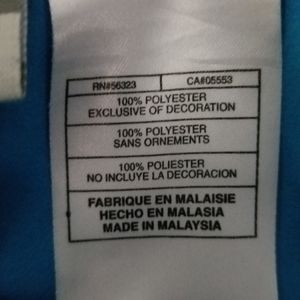 RN#56323 CA#05553
100% POLYESTER
EXCLUSIVE OF DECORATION
100% POLYESTER
SANS ORNEMENTS
100% POLIESTER
NO INCLUYE LA DECORACION
FABRIQUE EN MALAISIE
HECHO EN MALASIA
MADE IN MALAYSIA